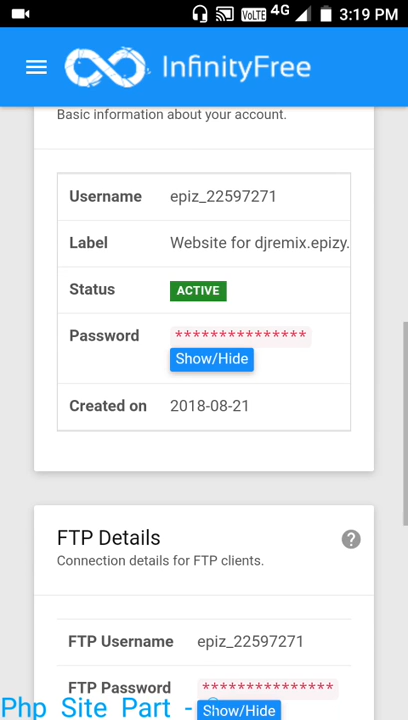 VoLTE 4G 3:19 PM
InfinityFree
Basic information about your account.
Username epiz_22597271
Label Website for djremix.epizy.
Status ACTIVE
Password ***************
Show/Hide
Created on 2018-08-21
FTP Details ?
Connection details for FTP clients.
FTP Username epiz_22597271
FTP Password ***************
Show/Hide
Php Site Part -